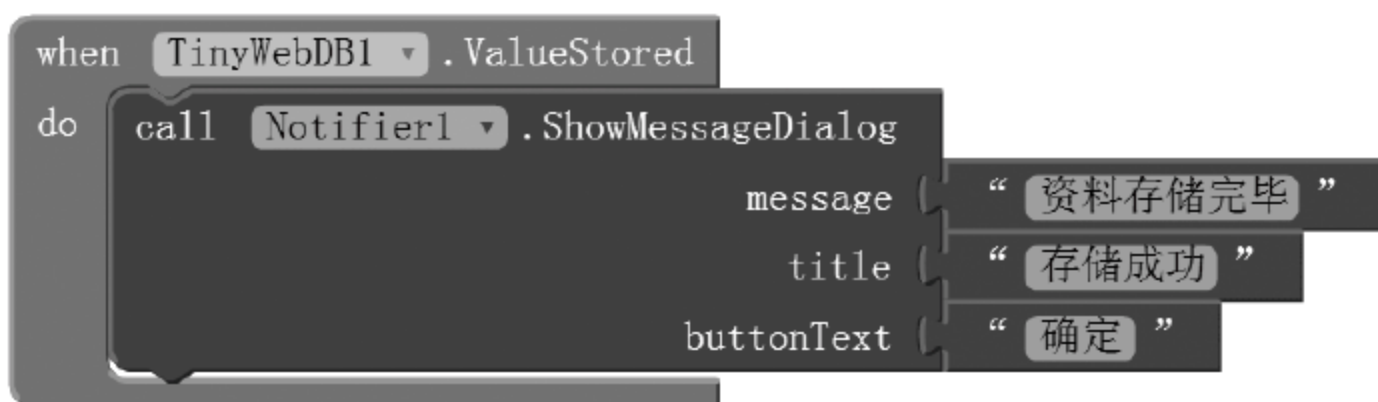 when TinyWebDB1 .ValueStored
do call Notifier1 .ShowMessageDialog
message “ 资料存储完毕 ”
title “ 存储成功 ”
buttonText “ 确定 ”